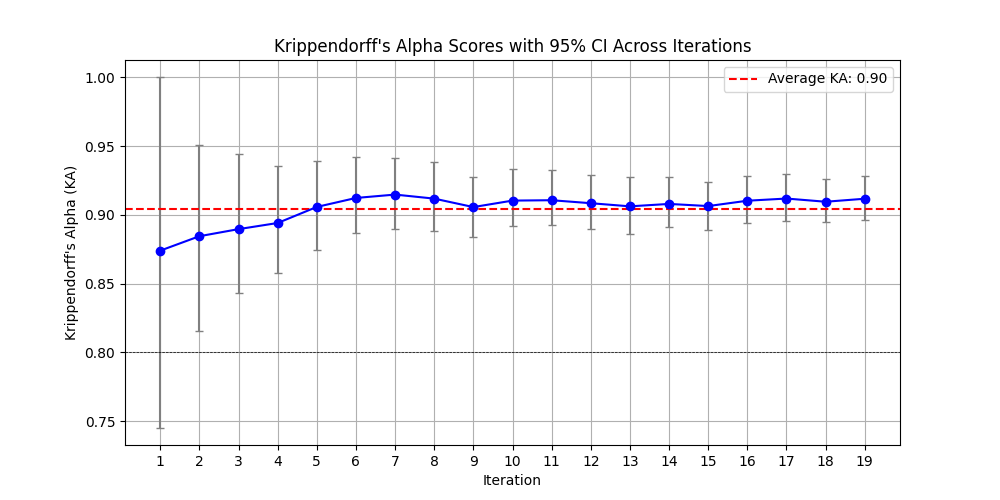 Krippendorff's Alpha Scores with 95% CI Across Iterations
Average KA: 0.90
Krippendorff's Alpha (KA)
1.00
0.95
0.90
0.85
0.80
0.75
1 2 3 4 5 6 7 8 9 10 11 12 13 14 15 16 17 18 19
Iteration